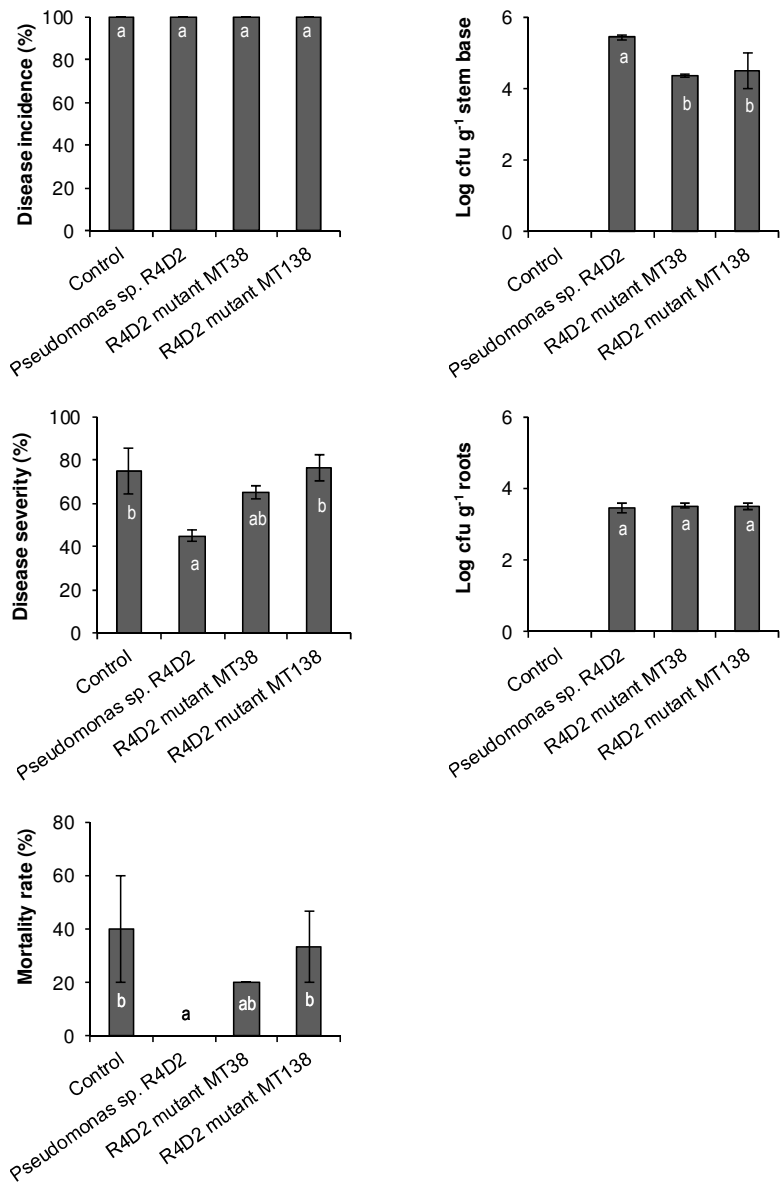 Disease incidence (%)
100
80
60
40
20
0
a a a a
Control
Pseudomonas sp. R4D2
R4D2 mutant MT38
R4D2 mutant MT138
Log cfu g⁻¹ stem base
6
4
2
0
a b b
Control
Pseudomonas sp. R4D2
R4D2 mutant MT38
R4D2 mutant MT138
Disease severity (%)
100
80
60
40
20
0
b a ab b
Control
Pseudomonas sp. R4D2
R4D2 mutant MT38
R4D2 mutant MT138
Log cfu g⁻¹ roots
6
4
2
0
a a a
Control
Pseudomonas sp. R4D2
R4D2 mutant MT38
R4D2 mutant MT138
Mortality rate (%)
80
60
40
20
0
b a ab b
Control
Pseudomonas sp. R4D2
R4D2 mutant MT38
R4D2 mutant MT138